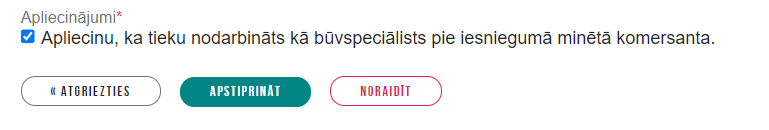 Apliecinājumi*
Apliecinu, ka tieku nodarbināts kā būvspeciālists pie iesniegumā minētā komersanta.
« ATGRIEZTIES APSTIPRINĀT NORAIDĪT